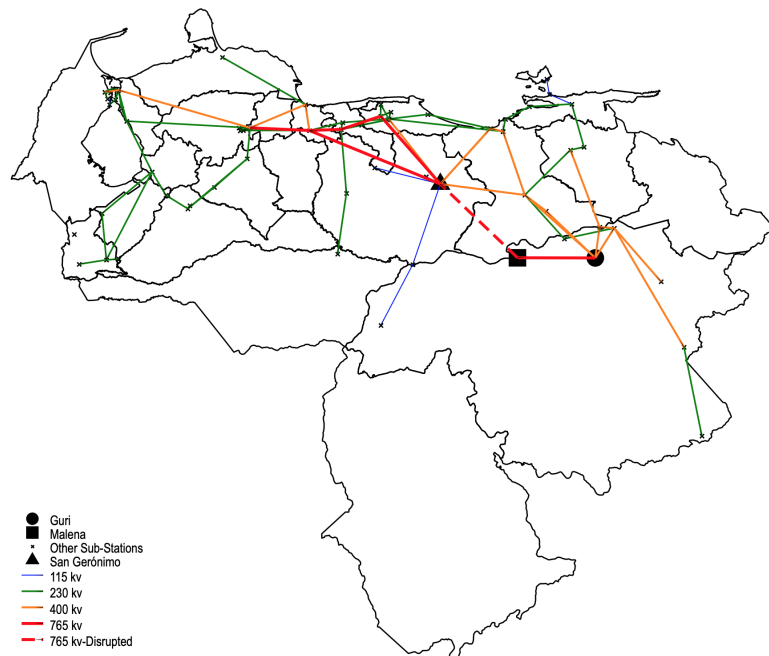 Guri
Malena
Other Sub-Stations
San Gerónimo
115 kv
230 kv
400 kv
765 kv
765 kv-Disrupted